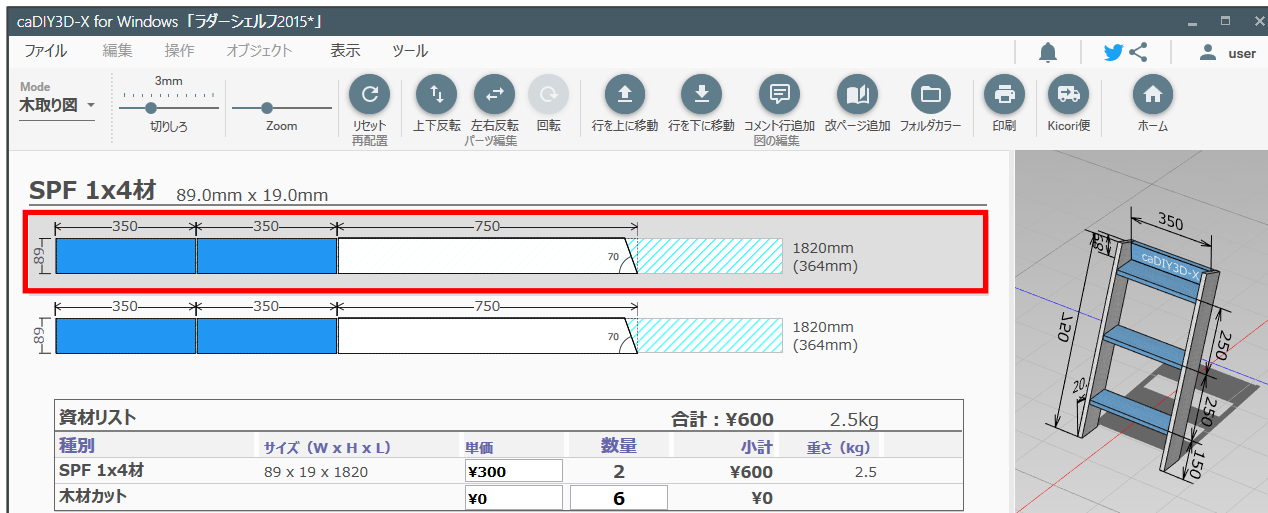 caDIY3D-X for Windows 「ラダーシェルフ2015*」
ファイル 編集 操作 オブジェクト 表示 ツール
user
Mode
木取り図
3mm
切りしろ
Zoom
リセット
再配置
上下反転 左右反転 回転
パーツ編集
行を上に移動 行を下に移動 コメント行追加 改ページ追加 フォルダカラー
図の編集
印刷
Kicori便
ホーム
SPF 1x4材 89.0mm x 19.0mm
350 350 750
89
70
1820mm
(364mm)
350 350 750
89
70
1820mm
(364mm)
資材リスト 合計：¥600 2.5kg
種別 サイズ（W x H x L） 単価 数量 小計 重さ（kg）
SPF 1x4材 89 x 19 x 1820 ¥300 2 ¥600 2.5
木材カット ¥0 6 ¥0
350
89
caDIY3D-X
720
250
20.
250
150